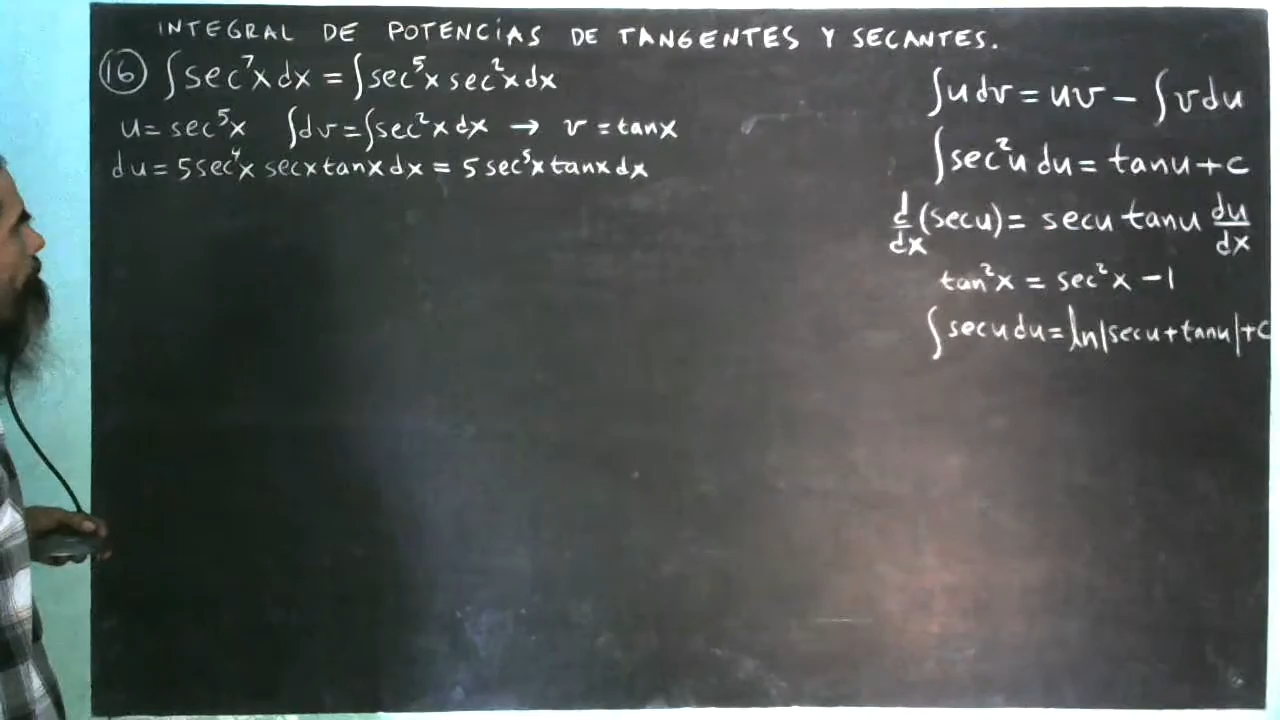 INTEGRAL DE POTENCIAS DE TANGENTES Y SECANTES.
16 ∫sec⁷x dx = ∫sec⁵x sec²x dx
u = sec⁵x ∫dv = ∫sec²x dx → v = tanx
du = 5sec⁴x secx tanx dx = 5 sec⁵x tanx dx
∫u dv = uv − ∫v du
∫sec²u du = tanu + c
d/dx (secu) = secu tanu du/dx
tan²x = sec²x − 1
∫secu du = ln|secu + tanu| + c